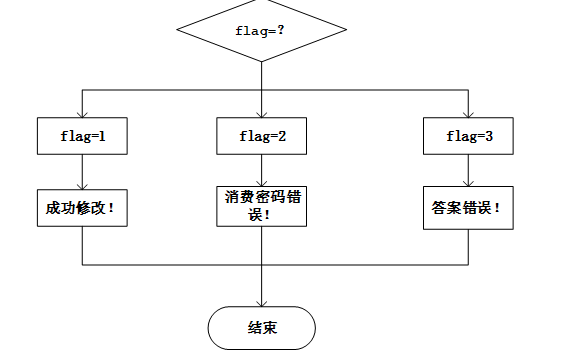 flag=?
flag=1
flag=2
flag=3
成功修改！
消费密码错
误！
答案错误！
结束